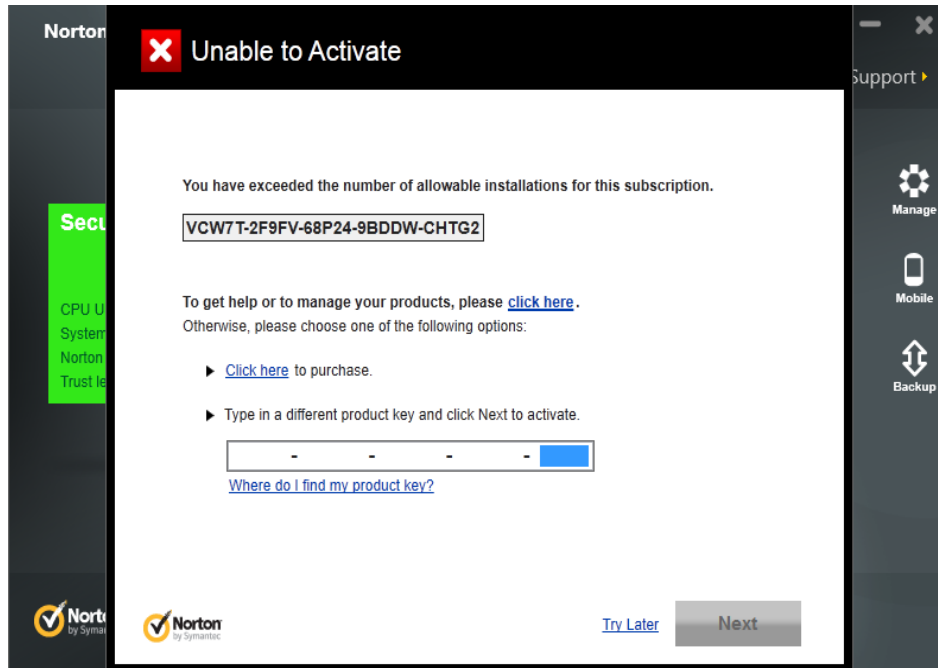 Norton
Unable to Activate
Support
You have exceeded the number of allowable installations for this subscription.
Secu
VCW7T-2F9FV-68P24-9BDDW-CHTG2
Manage
To get help or to manage your products, please click here.
Otherwise, please choose one of the following options:
CPU U
System
Norton
Trust le
Mobile
Click here to purchase.
Type in a different product key and click Next to activate.
Backup
- - - -
Where do I find my product key?
Norto
by Symar
Norton
by Symantec
Try Later
Next